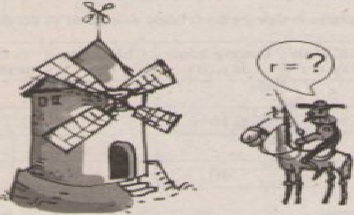 r = ?